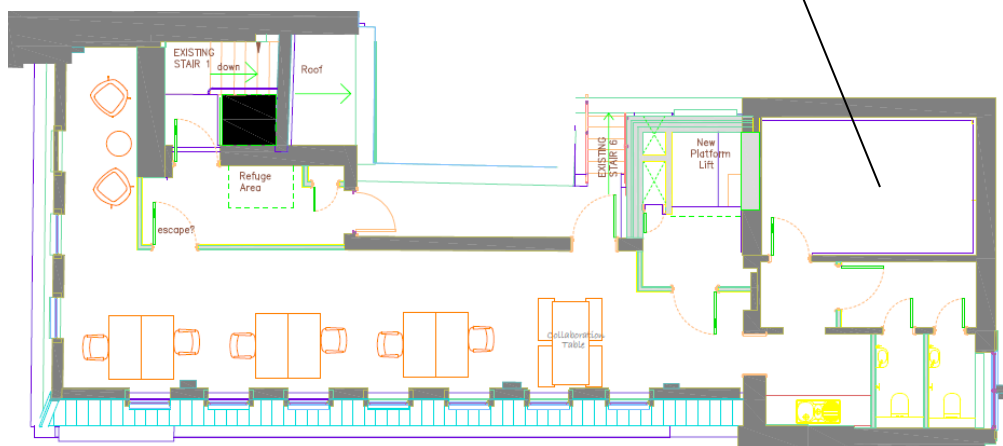 EXISTING
STAIR 1
down
Roof
Refuge
Area
escape?
EXISTING
STAIR 6
New
Platform
Lift
Collaboration
Table